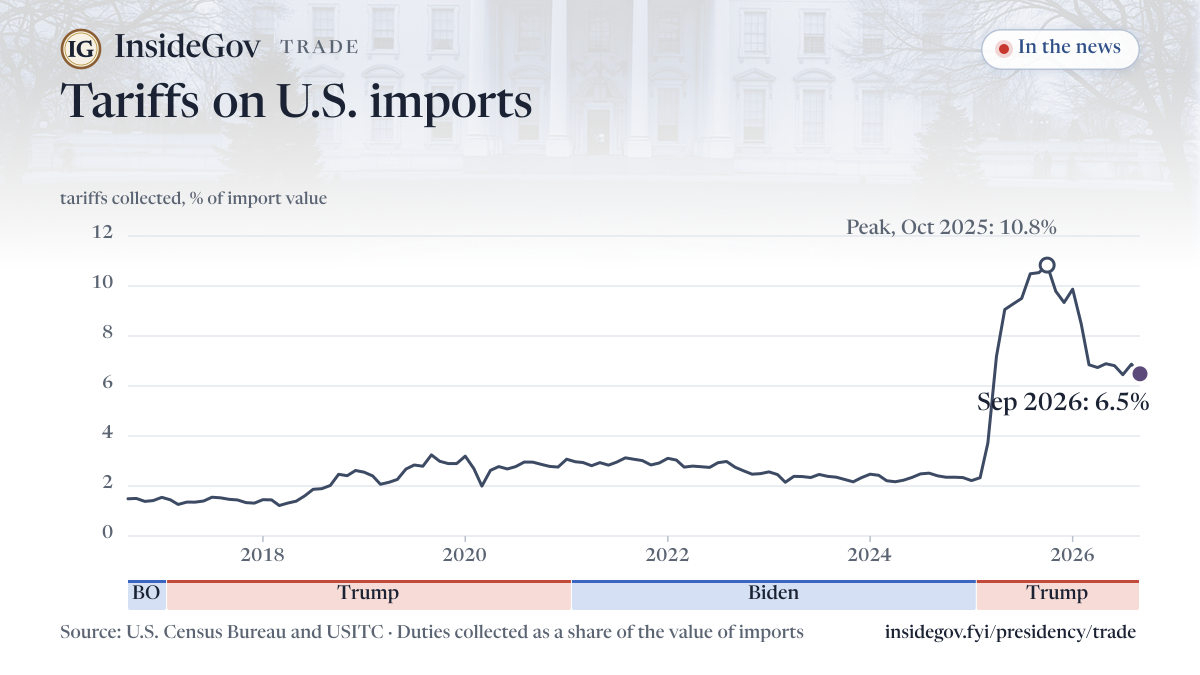 IG InsideGov TRADE
In the news
Tariffs on U.S. imports
tariffs collected, % of import value
Peak, Oct 2025: 10.8%
12
10
8
6
Sep 2026: 6.5%
4
2
0
2018 2020 2022 2024 2026
BO Trump Biden Trump
Source: U.S. Census Bureau and USITC · Duties collected as a share of the value of imports
insidegov.fyi/presidency/trade